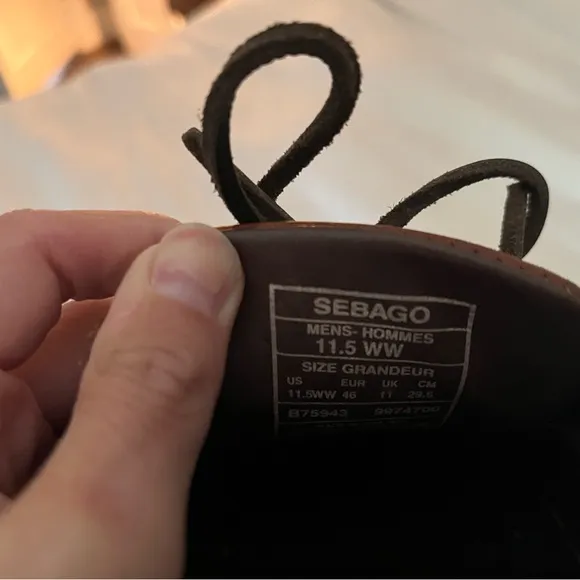 SEBAGO
MENS- HOMMES
11.5 WW
SIZE GRANDEUR
US EUR UK CM
11.5WW 46 11 29.5
B75943